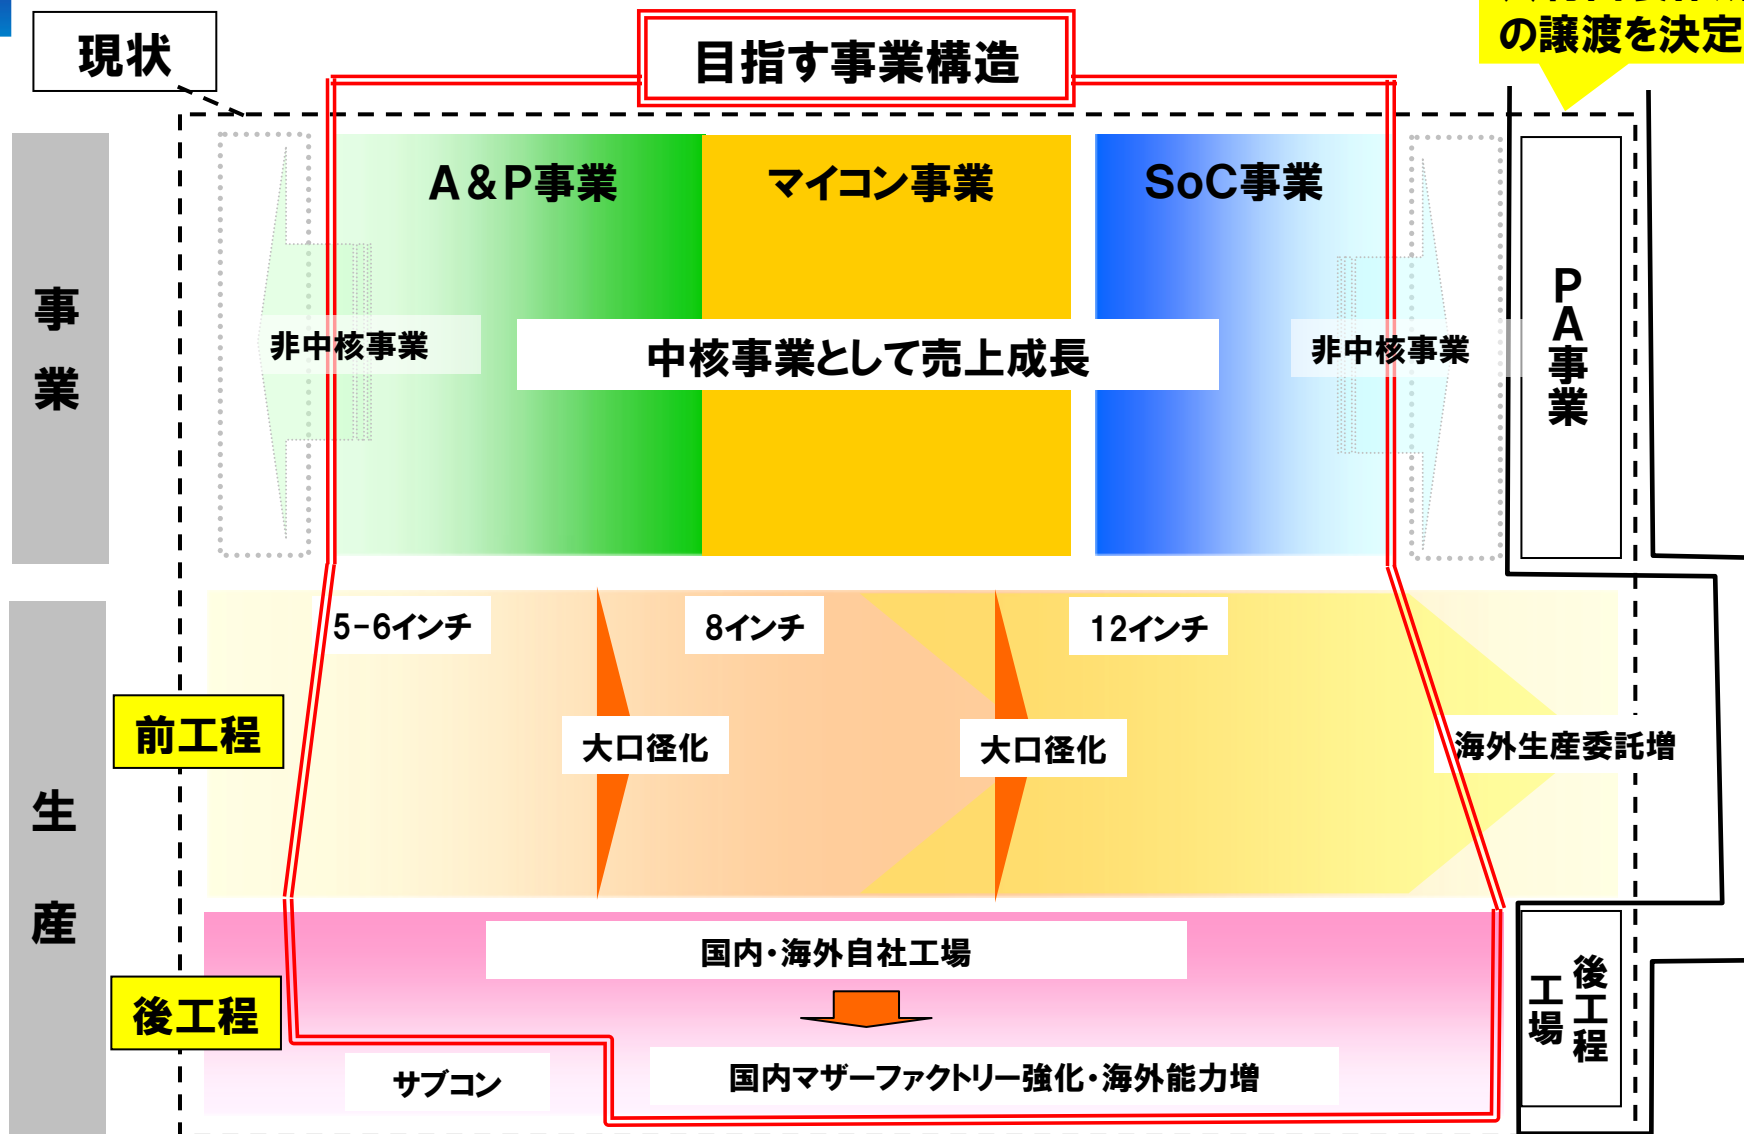 の譲渡を決定
現状
目指す事業構造
A&P事業
マイコン事業
SoC事業
事業
非中核事業
中核事業として売上成長
非中核事業
PA事業
5-6インチ
8インチ
12インチ
生産
前工程
大口径化
大口径化
海外生産委託増
国内・海外自社工場
後工程
サブコン
国内マザーファクトリー強化・海外能力増
後工程
工場